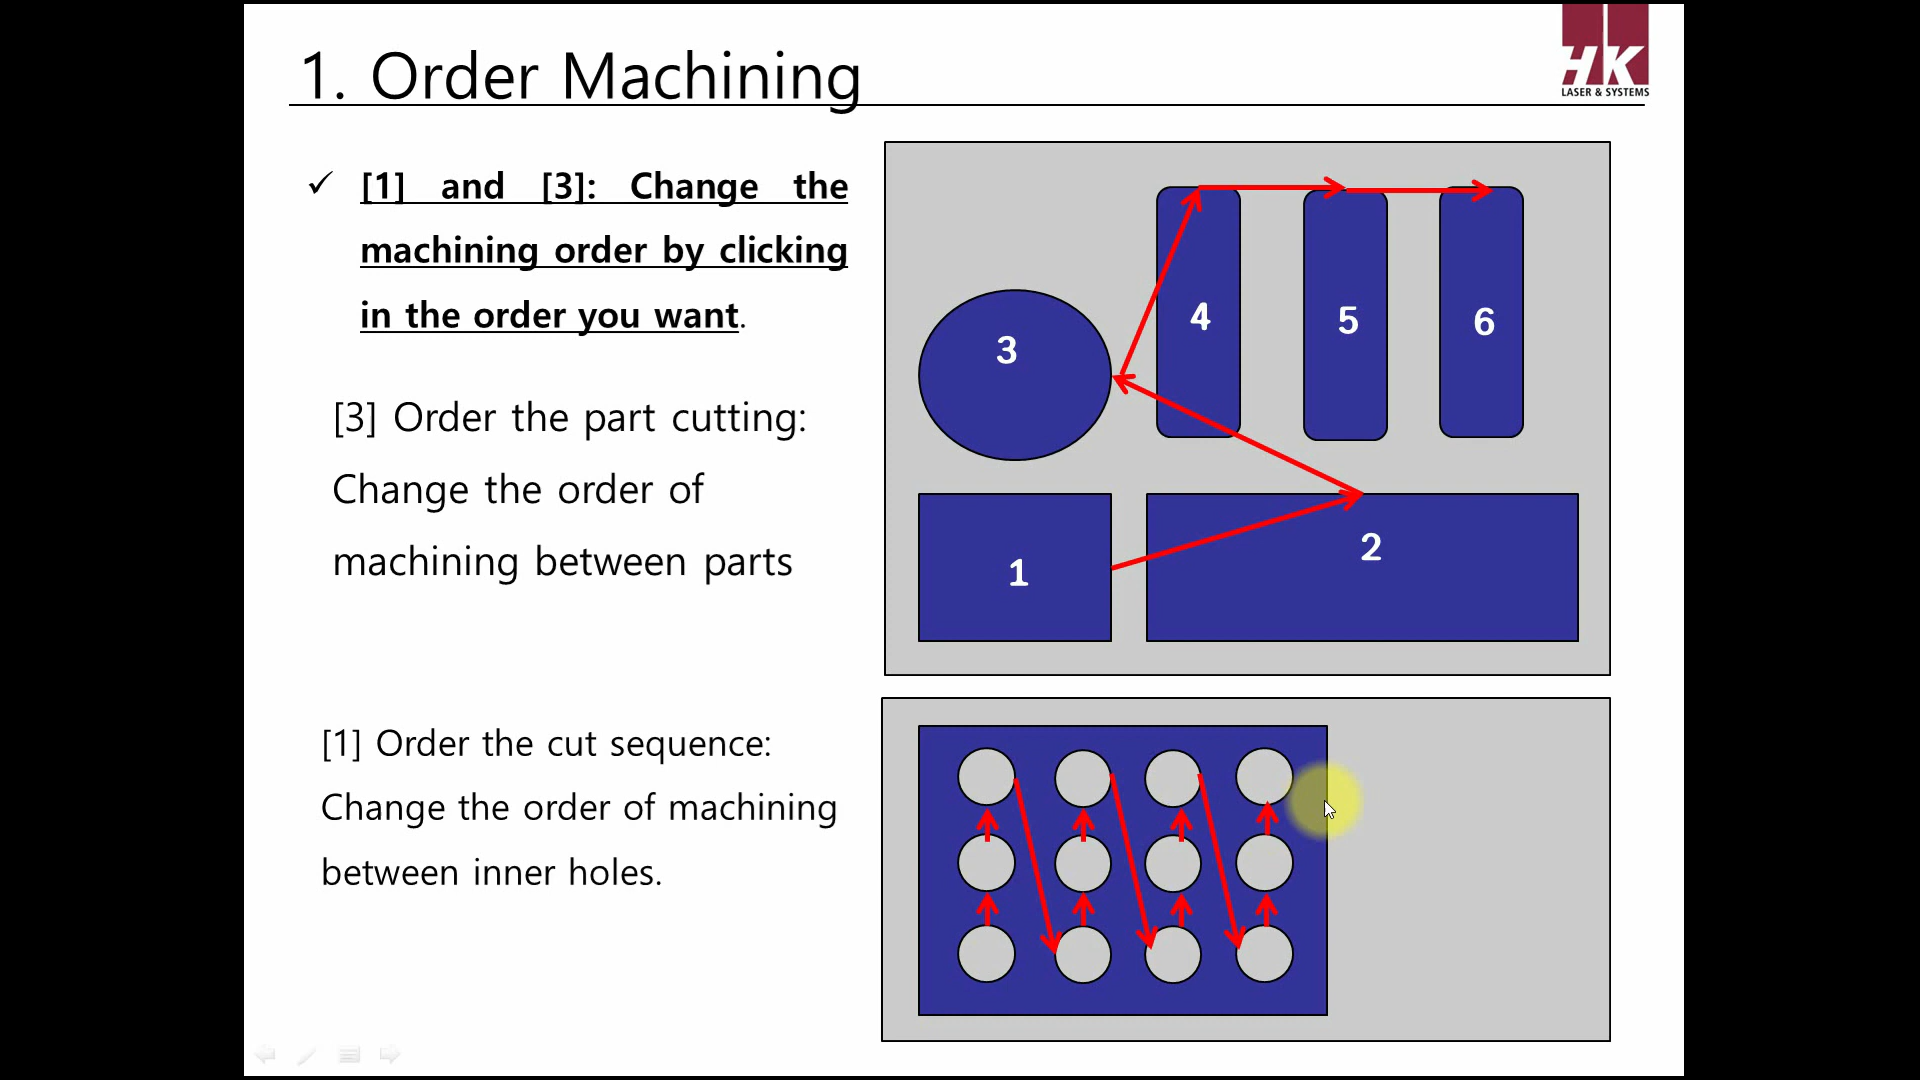 1. Order Machining
HK
LASER & SYSTEMS
✓ [1] and [3]: Change the
machining order by clicking
in the order you want.
[3] Order the part cutting:
Change the order of
machining between parts
[1] Order the cut sequence:
Change the order of machining
between inner holes.
4
5
6
3
2
1